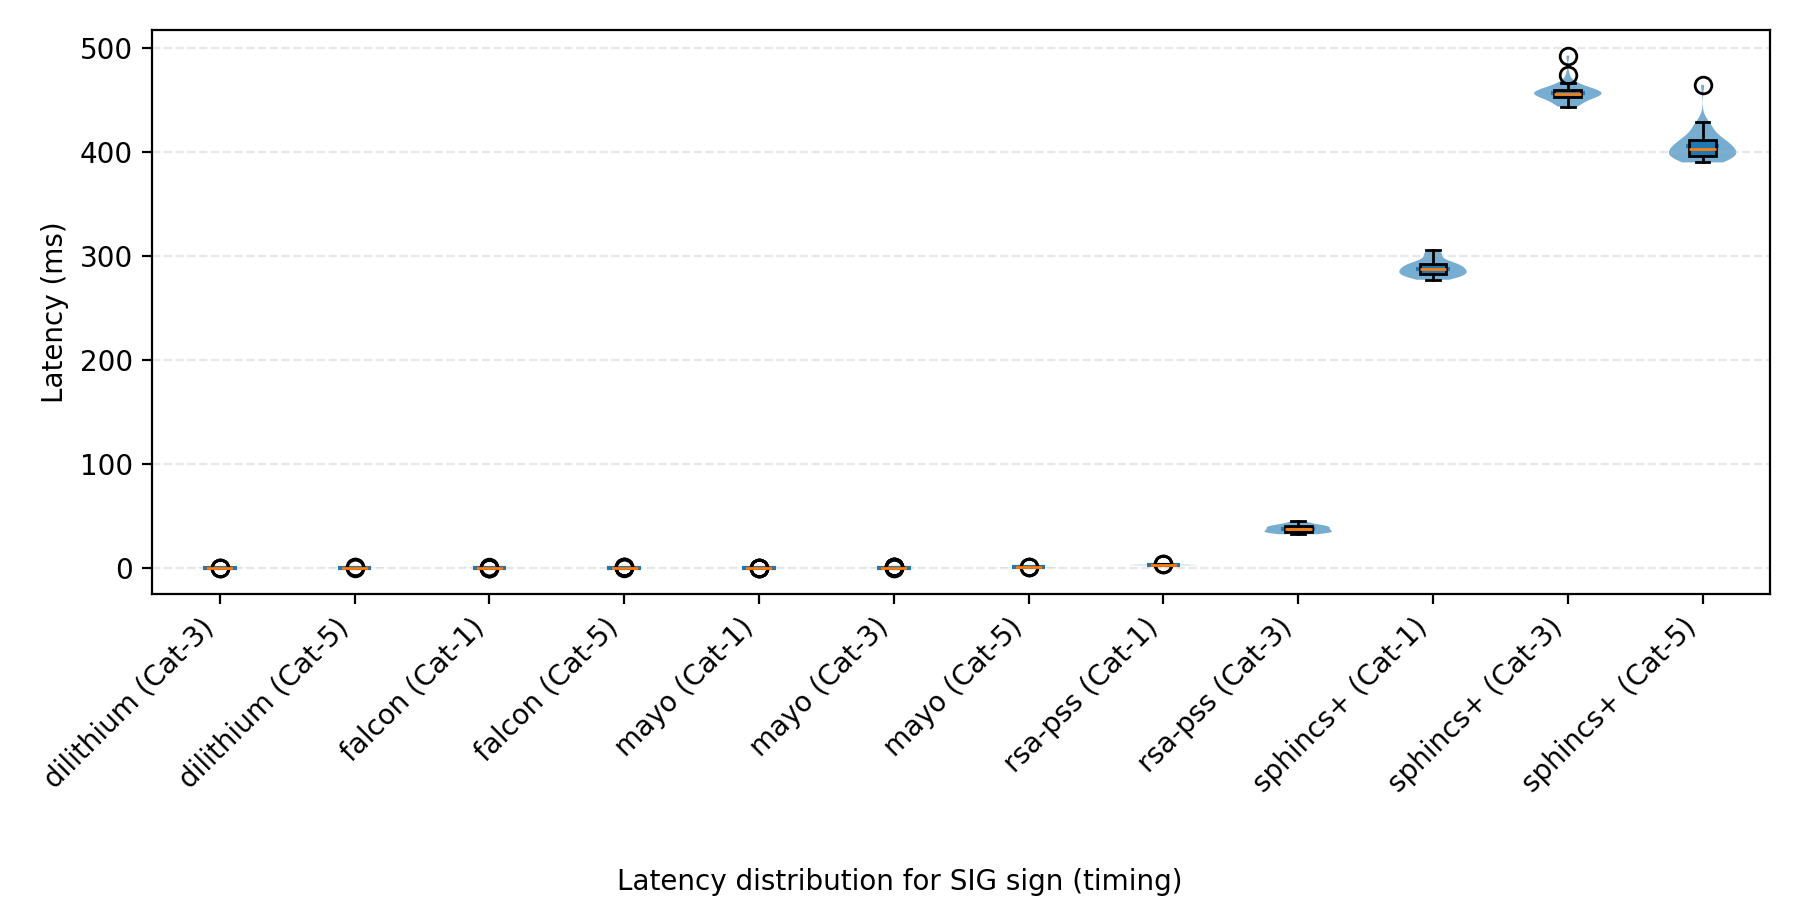 500
400
300
200
100
0
Latency (ms)
dilithium (Cat-3)
dilithium (Cat-5)
falcon (Cat-1)
falcon (Cat-5)
mayo (Cat-1)
mayo (Cat-3)
mayo (Cat-5)
rsa-pss (Cat-1)
rsa-pss (Cat-3)
sphincs+ (Cat-1)
sphincs+ (Cat-3)
sphincs+ (Cat-5)
Latency distribution for SIG sign (timing)